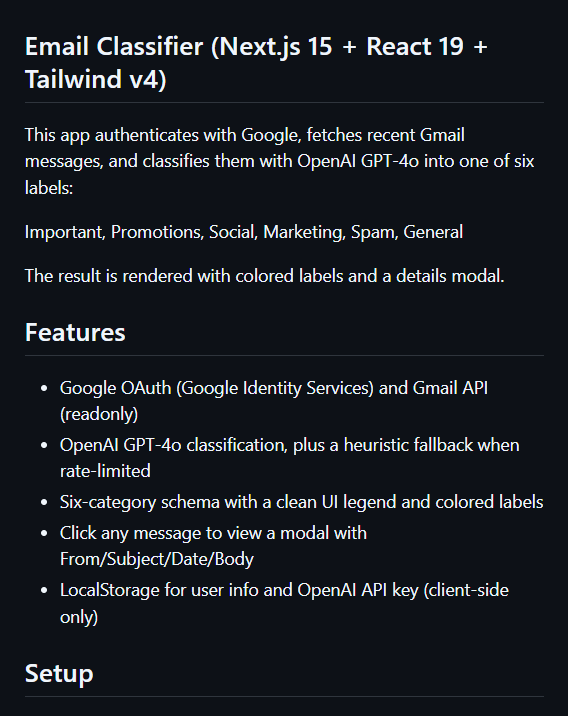 Email Classifier (Next.js 15 + React 19 +
Tailwind v4)
This app authenticates with Google, fetches recent Gmail
messages, and classifies them with OpenAI GPT-4o into one of six
labels:
Important, Promotions, Social, Marketing, Spam, General
The result is rendered with colored labels and a details modal.
Features
• Google OAuth (Google Identity Services) and Gmail API
(readonly)
• OpenAI GPT-4o classification, plus a heuristic fallback when
rate-limited
• Six-category schema with a clean UI legend and colored labels
• Click any message to view a modal with
From/Subject/Date/Body
• LocalStorage for user info and OpenAI API key (client-side
only)
Setup